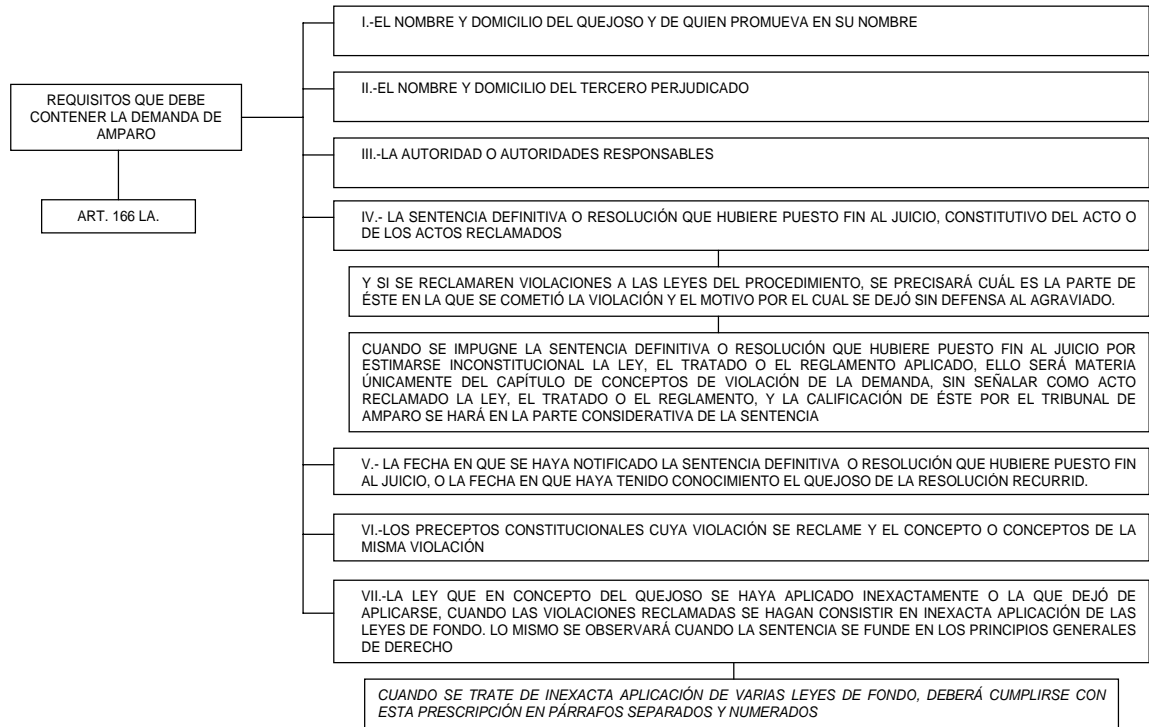 REQUISITOS QUE DEBE
CONTENER LA DEMANDA DE
AMPARO
ART. 166 LA.
I.-EL NOMBRE Y DOMICILIO DEL QUEJOSO Y DE QUIEN PROMUEVA EN SU NOMBRE
II.-EL NOMBRE Y DOMICILIO DEL TERCERO PERJUDICADO
III.-LA AUTORIDAD O AUTORIDADES RESPONSABLES
IV.- LA SENTENCIA DEFINITIVA O RESOLUCIÓN QUE HUBIERE PUESTO FIN AL JUICIO, CONSTITUTIVO DEL ACTO O
DE LOS ACTOS RECLAMADOS
Y SI SE RECLAMAREN VIOLACIONES A LAS LEYES DEL PROCEDIMIENTO, SE PRECISARÁ CUÁL ES LA PARTE DE
ÉSTE EN LA QUE SE COMETIÓ LA VIOLACIÓN Y EL MOTIVO POR EL CUAL SE DEJÓ SIN DEFENSA AL AGRAVIADO.
CUANDO SE IMPUGNE LA SENTENCIA DEFINITIVA O RESOLUCIÓN QUE HUBIERE PUESTO FIN AL JUICIO POR
ESTIMARSE INCONSTITUCIONAL LA LEY, EL TRATADO O EL REGLAMENTO APLICADO, ELLO SERÁ MATERIA
ÚNICAMENTE DEL CAPÍTULO DE CONCEPTOS DE VIOLACIÓN DE LA DEMANDA, SIN SEÑALAR COMO ACTO
RECLAMADO LA LEY, EL TRATADO O EL REGLAMENTO, Y LA CALIFICACIÓN DE ÉSTE POR EL TRIBUNAL DE
AMPARO SE HARÁ EN LA PARTE CONSIDERATIVA DE LA SENTENCIA
V.- LA FECHA EN QUE SE HAYA NOTIFICADO LA SENTENCIA DEFINITIVA O RESOLUCIÓN QUE HUBIERE PUESTO FIN
AL JUICIO, O LA FECHA EN QUE HAYA TENIDO CONOCIMIENTO EL QUEJOSO DE LA RESOLUCIÓN RECURRID.
VI.-LOS PRECEPTOS CONSTITUCIONALES CUYA VIOLACIÓN SE RECLAME Y EL CONCEPTO O CONCEPTOS DE LA
MISMA VIOLACIÓN
VII.-LA LEY QUE EN CONCEPTO DEL QUEJOSO SE HAYA APLICADO INEXACTAMENTE O LA QUE DEJÓ DE
APLICARSE, CUANDO LAS VIOLACIONES RECLAMADAS SE HAGAN CONSISTIR EN INEXACTA APLICACIÓN DE LAS
LEYES DE FONDO. LO MISMO SE OBSERVARÁ CUANDO LA SENTENCIA SE FUNDE EN LOS PRINCIPIOS GENERALES
DE DERECHO
CUANDO SE TRATE DE INEXACTA APLICACIÓN DE VARIAS LEYES DE FONDO, DEBERÁ CUMPLIRSE CON
ESTA PRESCRIPCIÓN EN PÁRRAFOS SEPARADOS Y NUMERADOS